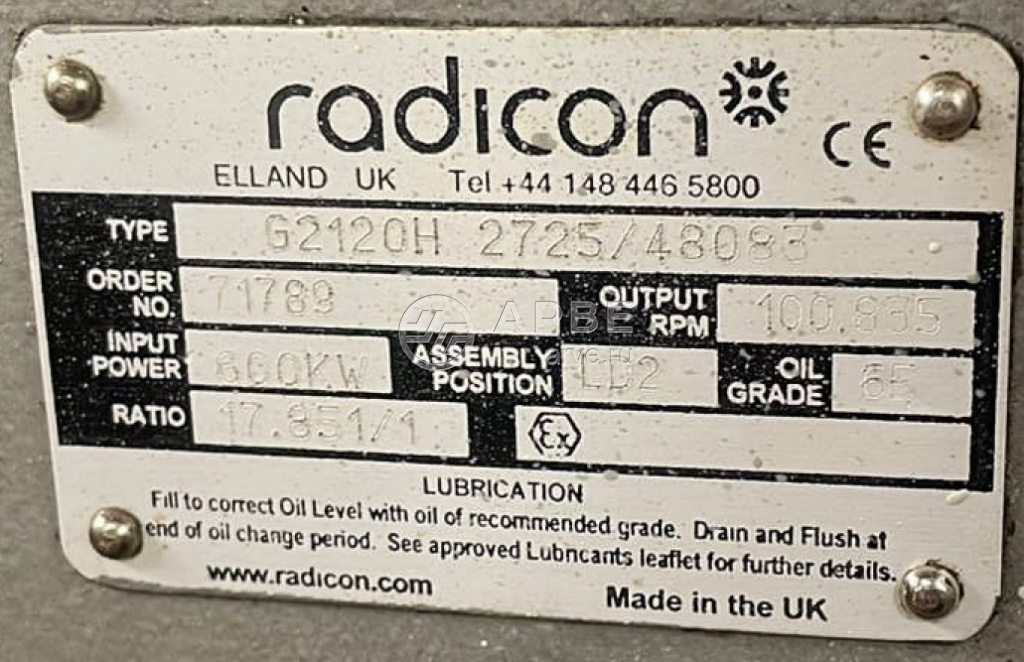 radicon
CE
ELLAND UK Tel +44 148 446 5800
TYPE G2120H 2725/48083
ORDER NO. 71789
OUTPUT RPM 100.835
INPUT POWER 600KW
ASSEMBLY POSITION LD2
OIL GRADE 6E
RATIO 17.851/1
Ex
АРВЕ
LUBRICATION
Fill to correct Oil Level with oil of recommended grade. Drain and Flush at
end of oil change period. See approved Lubricants leaflet for further details.
www.radicon.com
Made in the UK